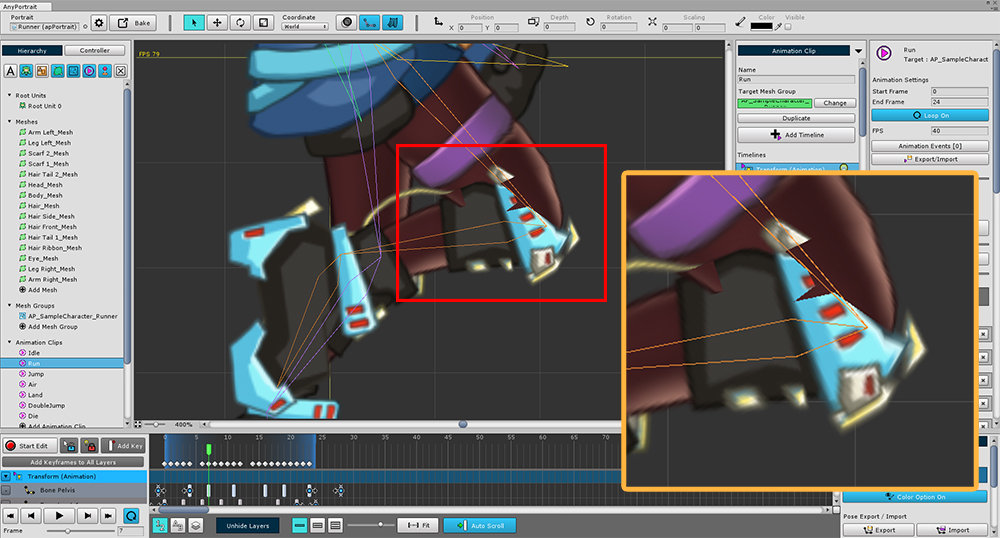 AnyPortrait
Portrait
Runner (apPortrait)
Bake
Coordinate
World
Position
X 0 Y 0
Depth
0
Rotation
0
Scaling
0 0
Color
Visible
Hierarchy
Controller
Root Units
Root Unit 0
Meshes
Arm Left_Mesh
Leg Left_Mesh
Scarf 2_Mesh
Scarf 1_Mesh
Hair Tail 2_Mesh
Head_Mesh
Body_Mesh
Hair_Mesh
Hair Side_Mesh
Hair Front_Mesh
Hair Tail 1_Mesh
Hair Ribbon_Mesh
Eye_Mesh
Leg Right_Mesh
Arm Right_Mesh
Add Mesh
Mesh Groups
AP_SampleCharacter_Runner
Add Mesh Group
Animation Clips
Idle
Run
Jump
Air
Land
DoubleJump
Die
Add Animation Clip
FPS 79
400%
Animation Clip
Name
Run
Target Mesh Group
Change
Duplicate
Add Timeline
Timelines
Transform (Animation)
Run
Target : AP_SampleCharact
Animation Settings
Start Frame 0
End Frame 24
Loop On
FPS 40
Animation Events [0]
Export/Import
Color Option On
Pose Export / Import
Export
Import
Start Edit
Add Key
Add Keyframes to All Layers
Transform (Animation)
Bone Pelvis
0 5 10 15 20 25 30 35 40 45 50 55 60 65 70
Frame 7
Unhide Layers
Fit
Auto Scroll